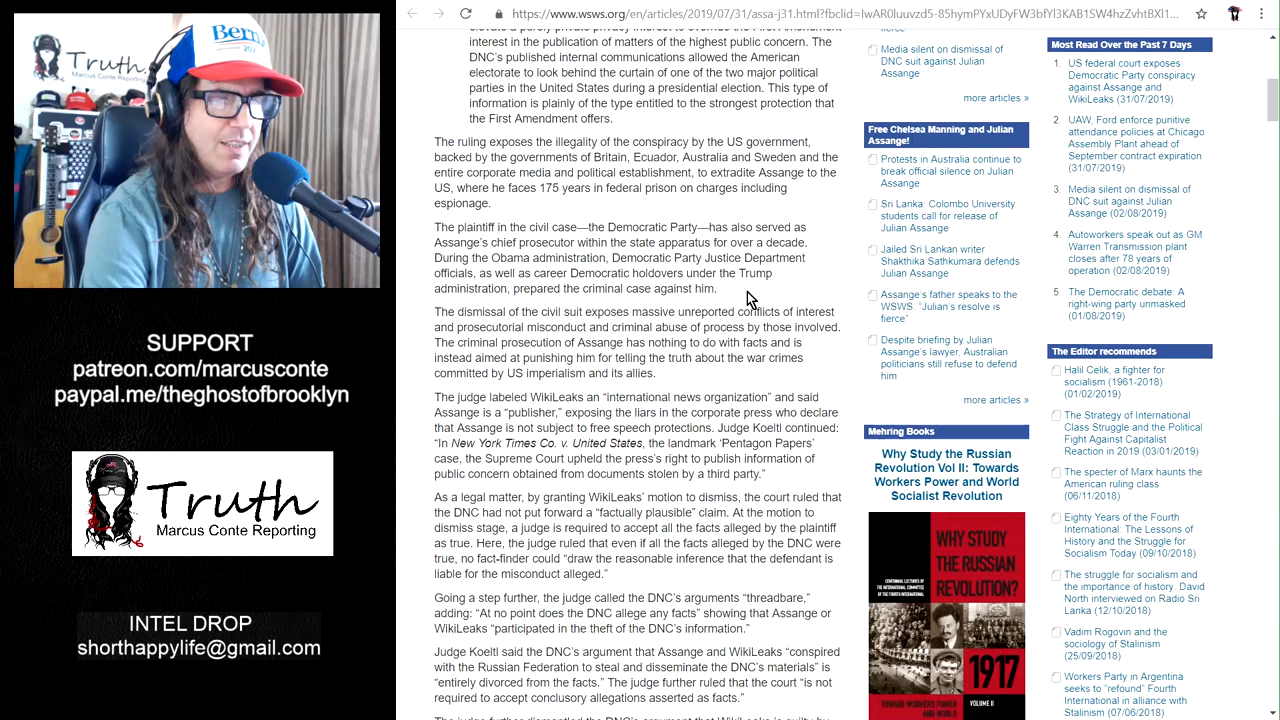 Truth.
MARCUS CONTE REPORTING
Bern
SUPPORT
patreon.com/marcusconte
paypal.me/theghostofbrooklyn
Truth
Marcus Conte Reporting
INTEL DROP
shorthappylife@gmail.com
https://www.wsws.org/en/articles/2019/07/31/assa-j31.html?fbclid=
interest in the publication of matters of the highest public concern. The
DNC's published internal communications allowed the American
electorate to look behind the curtain of one of the two major political
parties in the United States during a presidential election. This type of
information is plainly of the type entitled to the strongest protection that
the First Amendment offers.
The ruling exposes the illegality of the conspiracy by the US government,
backed by the governments of Britain, Ecuador, Australia and Sweden and the
entire corporate media and political establishment, to extradite Assange to the
US, where he faces 175 years in federal prison on charges including
espionage.
The plaintiff in the civil case—the Democratic Party—has also served as
Assange's chief prosecutor within the state apparatus for over a decade.
During the Obama administration, Democratic Party Justice Department
officials, as well as career Democratic holdovers under the Trump
administration, prepared the criminal case against him.
The dismissal of the civil suit exposes massive unreported conflicts of interest
and prosecutorial misconduct and criminal abuse of process by those involved.
The criminal prosecution of Assange has nothing to do with facts and is
instead aimed at punishing him for telling the truth about the war crimes
committed by US imperialism and its allies.
The judge labeled WikiLeaks an “international news organization” and said
Assange is a “publisher,” exposing the liars in the corporate press who declare
that Assange is not subject to free speech protections. Judge Koeltl continued:
“In New York Times Co. v. United States, the landmark ‘Pentagon Papers’
case, the Supreme Court upheld the press's right to publish information of
public concern obtained from documents stolen by a third party.”
As a legal matter, by granting WikiLeaks’ motion to dismiss, the court ruled that
the DNC had not put forward a “factually plausible” claim. At the motion to
dismiss stage, a judge is required to accept all the facts alleged by the plaintiff
as true. Here, the judge ruled that even if all the facts alleged by the DNC were
true, no fact-finder could “draw the reasonable inference that the defendant is
liable for the misconduct alleged.”
Going a step further, the judge called the DNC's arguments “threadbare,”
adding: “At no point does the DNC allege any facts” showing that Assange or
WikiLeaks “participated in the theft of the DNC's information.”
Judge Koeltl said the DNC's argument that Assange and WikiLeaks “conspired
with the Russian Federation to steal and disseminate the DNC's materials” is
“entirely divorced from the facts.” The judge further ruled that the court “is not
required to accept conclusory allegations asserted as facts.”
fierce”
Media silent on dismissal of
DNC suit against Julian
Assange
more articles »
Free Chelsea Manning and Julian
Assange!
Protests in Australia continue to
break official silence on Julian
Assange
Sri Lanka: Colombo University
students call for release of
Julian Assange
Jailed Sri Lankan writer
Shakthika Sathkumara defends
Julian Assange
Assange's father speaks to the
WSWS. “Julian's resolve is
fierce”
Despite briefing by Julian
Assange's lawyer, Australian
politicians still refuse to defend
him
more articles »
Mehring Books
Why Study the Russian
Revolution Vol II: Towards
Workers Power and World
Socialist Revolution
WHY STUDY
THE RUSSIAN
REVOLUTION?
CENTENNIAL LECTURES OF
THE INTERNATIONAL COMMITTEE
OF THE FOURTH INTERNATIONAL
1917
VOLUME II
Most Read Over the Past 7 Days
1. US federal court exposes
Democratic Party conspiracy
against Assange and
WikiLeaks (31/07/2019)
2. UAW, Ford enforce punitive
attendance policies at Chicago
Assembly Plant ahead of
September contract expiration
(31/07/2019)
3. Media silent on dismissal of
DNC suit against Julian
Assange (02/08/2019)
4. Autoworkers speak out as GM
Warren Transmission plant
closes after 78 years of
operation (02/08/2019)
5 The Democratic debate: A
right-wing party unmasked
(01/08/2019)
The Editor recommends
Halil Celik, a fighter for
socialism (1961-2018)
(01/02/2019)
The Strategy of International
Class Struggle and the Political
Fight Against Capitalist
Reaction in 2019 (03/01/2019)
The specter of Marx haunts the
American ruling class
(06/11/2018)
Eighty Years of the Fourth
International: The Lessons of
History and the Struggle for
Socialism Today (09/10/2018)
The struggle for socialism and
the importance of history: David
North interviewed on Radio Sri
Lanka (12/10/2018)
Vadim Rogovin and the
sociology of Stalinism
(25/09/2018)
Workers Party in Argentina
seeks to “refound” Fourth
International in alliance with
Stalinism (07/06/2018)